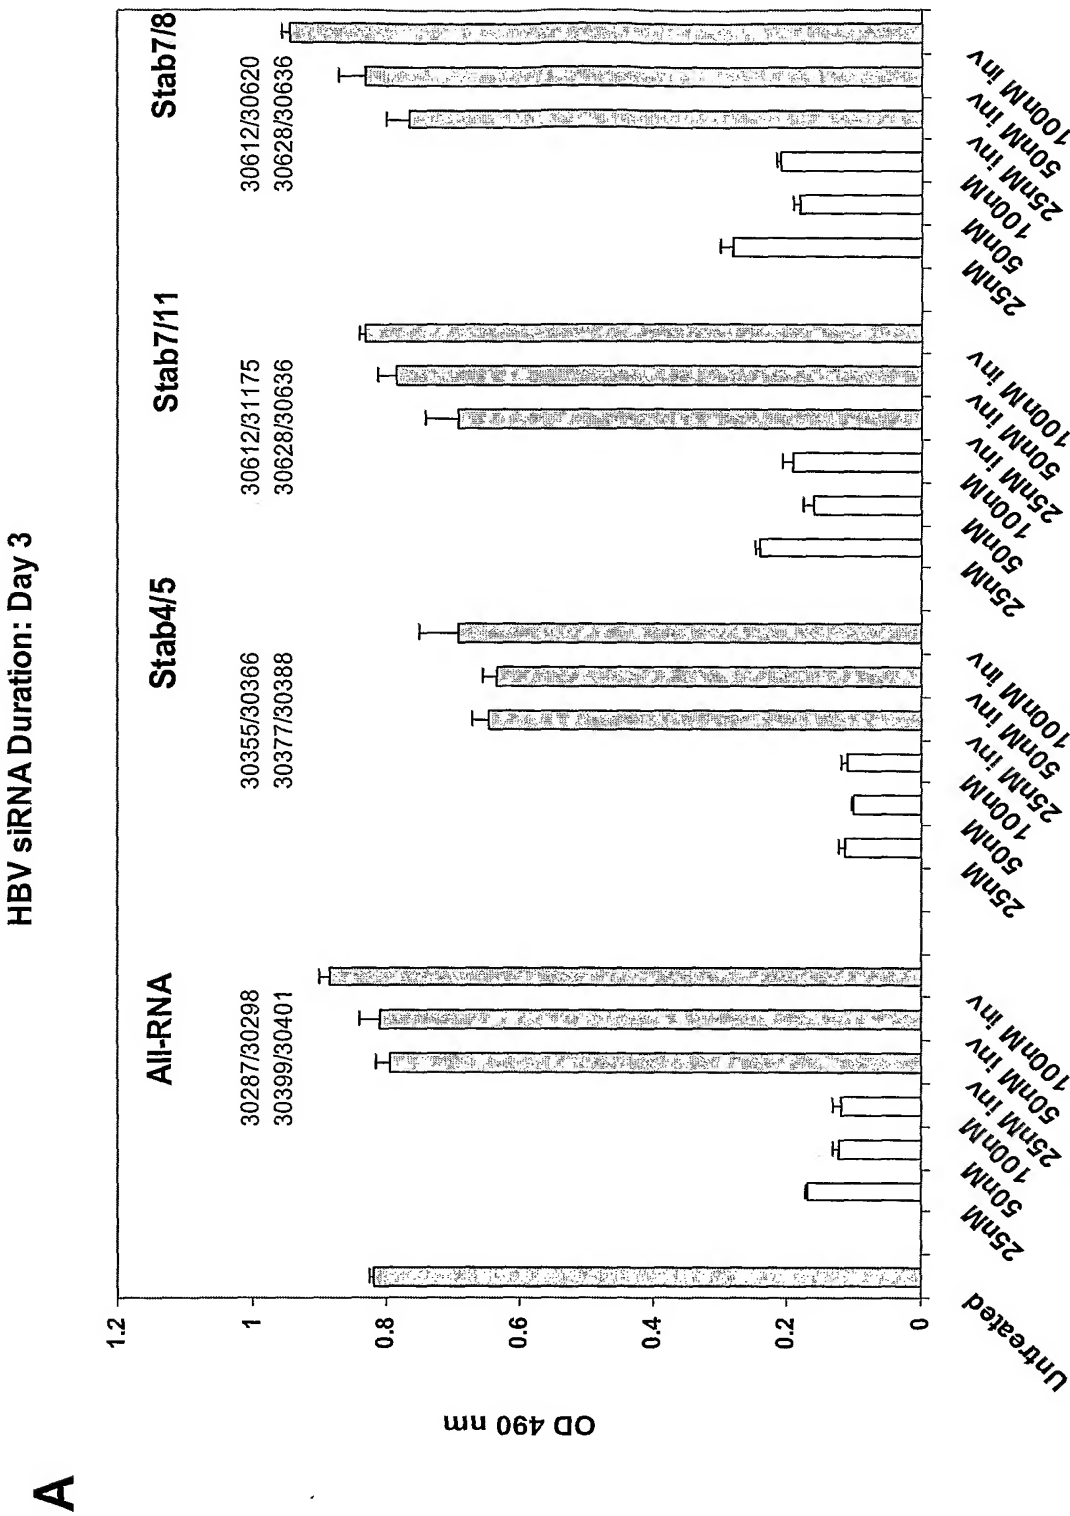 A
HBV siRNA Duration: Day 3
All-RNA
Stab4/5
Stab7/11
Stab7/8
30287/30298
30399/30401
30355/30366
30377/30388
30612/31175
30628/30636
30612/30620
30628/30636
OD 490 nm
1.2
1
0.8
0.6
0.4
0.2
0
Untreated
25nM
50nM
100nM
25nM inv
50nM inv
100nM inv
25nM
50nM
100nM
25nM inv
50nM inv
100nM inv
25nM
50nM
100nM
25nM inv
50nM inv
100nM inv
25nM
50nM
100nM
25nM inv
50nM inv
100nM inv